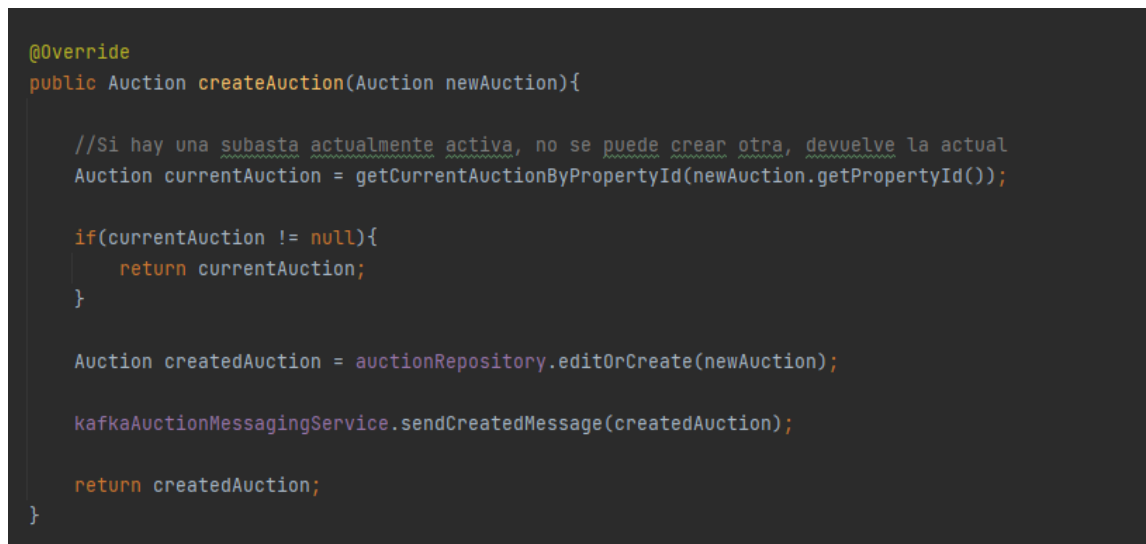 @Override
public Auction createAuction(Auction newAuction){
//Si hay una subasta actualmente activa, no se puede crear otra, devuelve la actual
Auction currentAuction = getCurrentAuctionByPropertyId(newAuction.getPropertyId());
if(currentAuction != null){
return currentAuction;
}
Auction createdAuction = auctionRepository.editOrCreate(newAuction);
kafkaAuctionMessagingService.sendCreatedMessage(createdAuction);
return createdAuction;
}